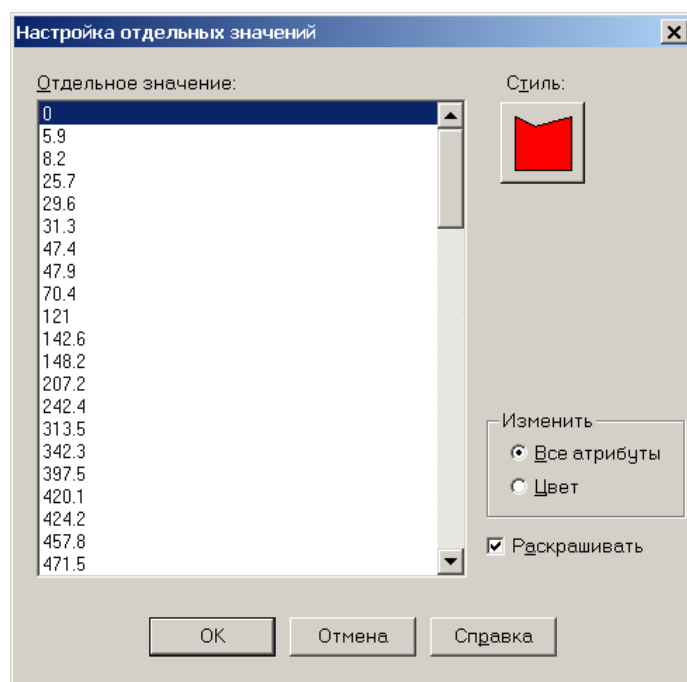 Настройка отдельных значений
Отдельное значение:
Стиль:
0
5.9
8.2
25.7
29.6
31.3
47.4
47.9
70.4
121
142.6
148.2
207.2
242.4
313.5
342.3
397.5
420.1
424.2
457.8
471.5
Изменить
Все атрибуты
Цвет
Раскрашивать
OK
Отмена
Справка